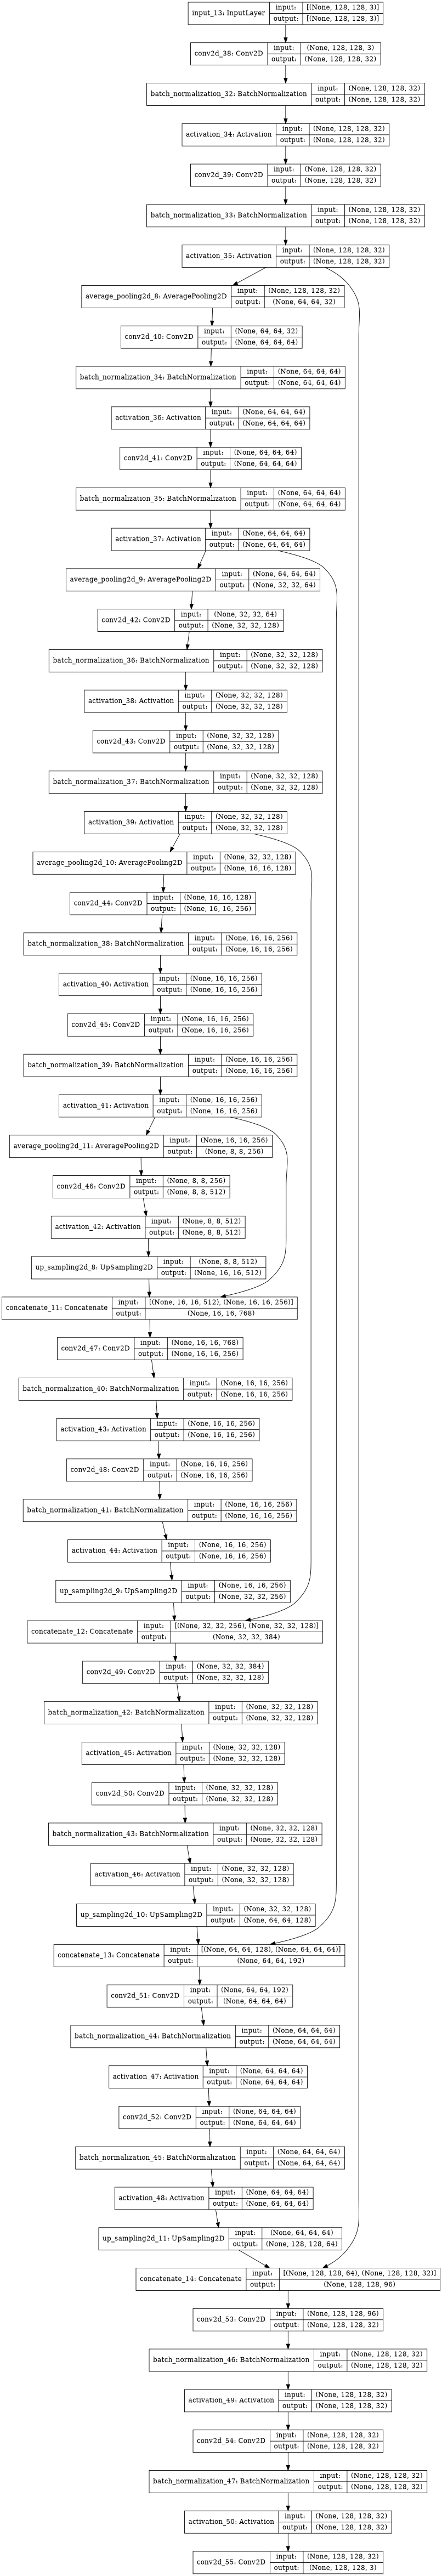 input_13: InputLayer input: [(None, 128, 128, 3)]
output: [(None, 128, 128, 3)]
conv2d_38: Conv2D input: (None, 128, 128, 3)
output: (None, 128, 128, 32)
batch_normalization_32: BatchNormalization input: (None, 128, 128, 32)
output: (None, 128, 128, 32)
activation_34: Activation input: (None, 128, 128, 32)
output: (None, 128, 128, 32)
conv2d_39: Conv2D input: (None, 128, 128, 32)
output: (None, 128, 128, 32)
batch_normalization_33: BatchNormalization input: (None, 128, 128, 32)
output: (None, 128, 128, 32)
activation_35: Activation input: (None, 128, 128, 32)
output: (None, 128, 128, 32)
average_pooling2d_8: AveragePooling2D input: (None, 128, 128, 32)
output: (None, 64, 64, 32)
conv2d_40: Conv2D input: (None, 64, 64, 32)
output: (None, 64, 64, 64)
batch_normalization_34: BatchNormalization input: (None, 64, 64, 64)
output: (None, 64, 64, 64)
activation_36: Activation input: (None, 64, 64, 64)
output: (None, 64, 64, 64)
conv2d_41: Conv2D input: (None, 64, 64, 64)
output: (None, 64, 64, 64)
batch_normalization_35: BatchNormalization input: (None, 64, 64, 64)
output: (None, 64, 64, 64)
activation_37: Activation input: (None, 64, 64, 64)
output: (None, 64, 64, 64)
average_pooling2d_9: AveragePooling2D input: (None, 64, 64, 64)
output: (None, 32, 32, 64)
conv2d_42: Conv2D input: (None, 32, 32, 64)
output: (None, 32, 32, 128)
batch_normalization_36: BatchNormalization input: (None, 32, 32, 128)
output: (None, 32, 32, 128)
activation_38: Activation input: (None, 32, 32, 128)
output: (None, 32, 32, 128)
conv2d_43: Conv2D input: (None, 32, 32, 128)
output: (None, 32, 32, 128)
batch_normalization_37: BatchNormalization input: (None, 32, 32, 128)
output: (None, 32, 32, 128)
activation_39: Activation input: (None, 32, 32, 128)
output: (None, 32, 32, 128)
average_pooling2d_10: AveragePooling2D input: (None, 32, 32, 128)
output: (None, 16, 16, 128)
conv2d_44: Conv2D input: (None, 16, 16, 128)
output: (None, 16, 16, 256)
batch_normalization_38: BatchNormalization input: (None, 16, 16, 256)
output: (None, 16, 16, 256)
activation_40: Activation input: (None, 16, 16, 256)
output: (None, 16, 16, 256)
conv2d_45: Conv2D input: (None, 16, 16, 256)
output: (None, 16, 16, 256)
batch_normalization_39: BatchNormalization input: (None, 16, 16, 256)
output: (None, 16, 16, 256)
activation_41: Activation input: (None, 16, 16, 256)
output: (None, 16, 16, 256)
average_pooling2d_11: AveragePooling2D input: (None, 16, 16, 256)
output: (None, 8, 8, 256)
conv2d_46: Conv2D input: (None, 8, 8, 256)
output: (None, 8, 8, 512)
activation_42: Activation input: (None, 8, 8, 512)
output: (None, 8, 8, 512)
up_sampling2d_8: UpSampling2D input: (None, 8, 8, 512)
output: (None, 16, 16, 512)
concatenate_11: Concatenate input: [(None, 16, 16, 512), (None, 16, 16, 256)]
output: (None, 16, 16, 768)
conv2d_47: Conv2D input: (None, 16, 16, 768)
output: (None, 16, 16, 256)
batch_normalization_40: BatchNormalization input: (None, 16, 16, 256)
output: (None, 16, 16, 256)
activation_43: Activation input: (None, 16, 16, 256)
output: (None, 16, 16, 256)
conv2d_48: Conv2D input: (None, 16, 16, 256)
output: (None, 16, 16, 256)
batch_normalization_41: BatchNormalization input: (None, 16, 16, 256)
output: (None, 16, 16, 256)
activation_44: Activation input: (None, 16, 16, 256)
output: (None, 16, 16, 256)
up_sampling2d_9: UpSampling2D input: (None, 16, 16, 256)
output: (None, 32, 32, 256)
concatenate_12: Concatenate input: [(None, 32, 32, 256), (None, 32, 32, 128)]
output: (None, 32, 32, 384)
conv2d_49: Conv2D input: (None, 32, 32, 384)
output: (None, 32, 32, 128)
batch_normalization_42: BatchNormalization input: (None, 32, 32, 128)
output: (None, 32, 32, 128)
activation_45: Activation input: (None, 32, 32, 128)
output: (None, 32, 32, 128)
conv2d_50: Conv2D input: (None, 32, 32, 128)
output: (None, 32, 32, 128)
batch_normalization_43: BatchNormalization input: (None, 32, 32, 128)
output: (None, 32, 32, 128)
activation_46: Activation input: (None, 32, 32, 128)
output: (None, 32, 32, 128)
up_sampling2d_10: UpSampling2D input: (None, 32, 32, 128)
output: (None, 64, 64, 128)
concatenate_13: Concatenate input: [(None, 64, 64, 128), (None, 64, 64, 64)]
output: (None, 64, 64, 192)
conv2d_51: Conv2D input: (None, 64, 64, 192)
output: (None, 64, 64, 64)
batch_normalization_44: BatchNormalization input: (None, 64, 64, 64)
output: (None, 64, 64, 64)
activation_47: Activation input: (None, 64, 64, 64)
output: (None, 64, 64, 64)
conv2d_52: Conv2D input: (None, 64, 64, 64)
output: (None, 64, 64, 64)
batch_normalization_45: BatchNormalization input: (None, 64, 64, 64)
output: (None, 64, 64, 64)
activation_48: Activation input: (None, 64, 64, 64)
output: (None, 64, 64, 64)
up_sampling2d_11: UpSampling2D input: (None, 64, 64, 64)
output: (None, 128, 128, 64)
concatenate_14: Concatenate input: [(None, 128, 128, 64), (None, 128, 128, 32)]
output: (None, 128, 128, 96)
conv2d_53: Conv2D input: (None, 128, 128, 96)
output: (None, 128, 128, 32)
batch_normalization_46: BatchNormalization input: (None, 128, 128, 32)
output: (None, 128, 128, 32)
activation_49: Activation input: (None, 128, 128, 32)
output: (None, 128, 128, 32)
conv2d_54: Conv2D input: (None, 128, 128, 32)
output: (None, 128, 128, 32)
batch_normalization_47: BatchNormalization input: (None, 128, 128, 32)
output: (None, 128, 128, 32)
activation_50: Activation input: (None, 128, 128, 32)
output: (None, 128, 128, 32)
conv2d_55: Conv2D input: (None, 128, 128, 32)
output: (None, 128, 128, 3)